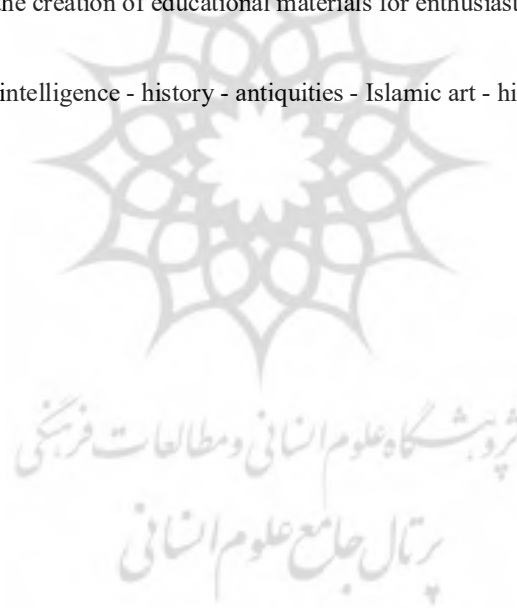 the creation of educational materials for enthusiast
intelligence - history - antiquities - Islamic art - hi
پژوهشگاه علوم انسانی و مطالعات فرهنگی
پرتال جامع علوم انسانی